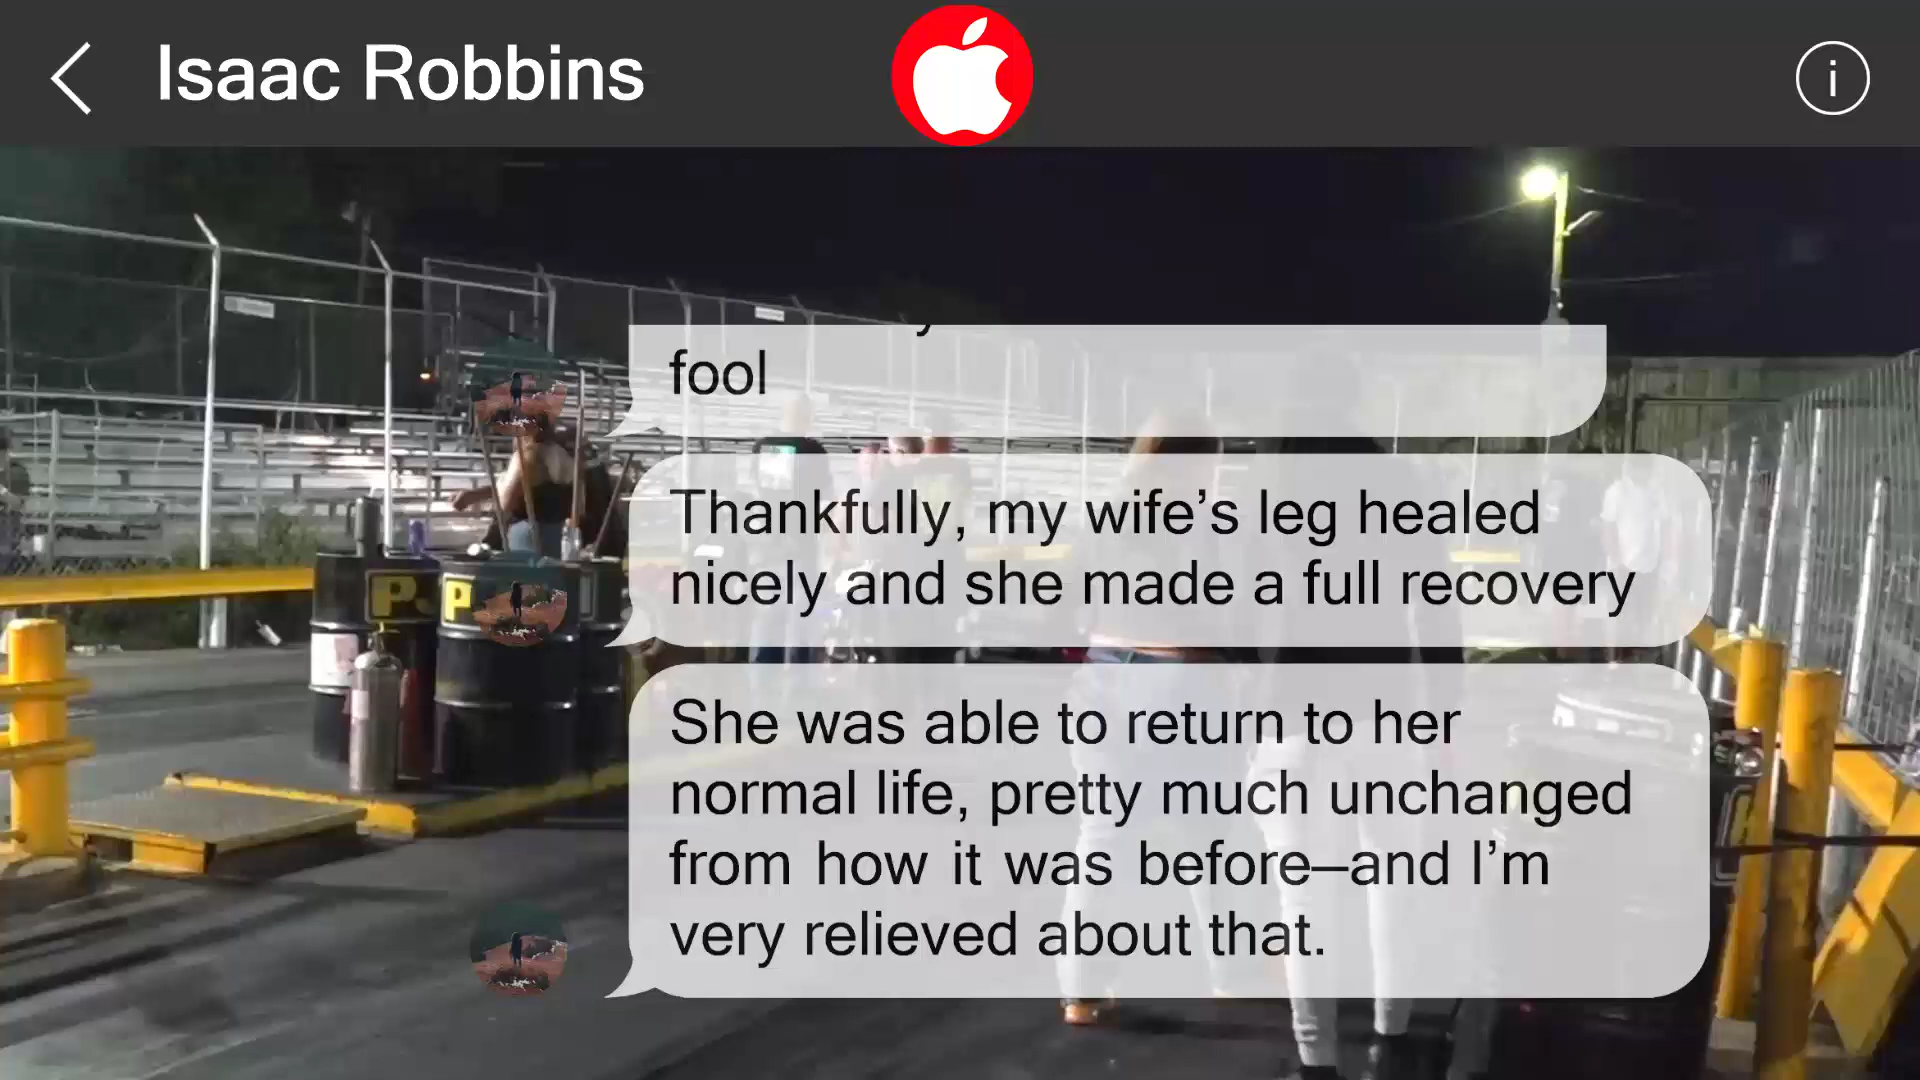 Isaac Robbins
fool
Thankfully, my wife’s leg healed
nicely and she made a full recovery
She was able to return to her
normal life, pretty much unchanged
from how it was before—and I’m
very relieved about that.